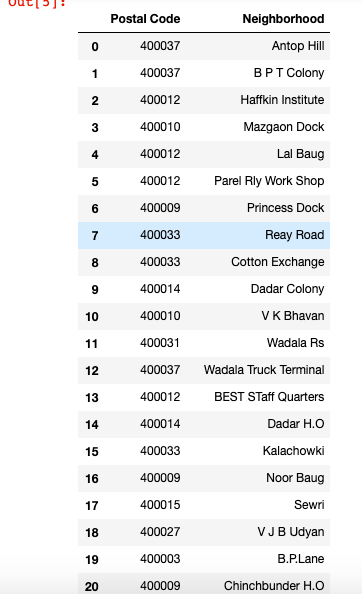 Out[5]:
Postal Code Neighborhood
0 400037 Antop Hill
1 400037 B P T Colony
2 400012 Haffkin Institute
3 400010 Mazgaon Dock
4 400012 Lal Baug
5 400012 Parel Rly Work Shop
6 400009 Princess Dock
7 400033 Reay Road
8 400033 Cotton Exchange
9 400014 Dadar Colony
10 400010 V K Bhavan
11 400031 Wadala Rs
12 400037 Wadala Truck Terminal
13 400012 BEST STaff Quarters
14 400014 Dadar H.O
15 400033 Kalachowki
16 400009 Noor Baug
17 400015 Sewri
18 400027 V J B Udyan
19 400003 B.P.Lane
20 400009 Chinchbunder H.O